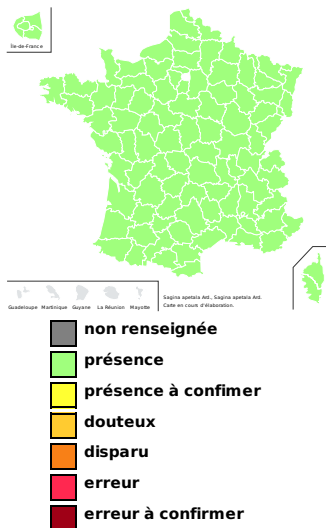 Île-de-France
Guadeloupe Martinique Guyane La Réunion Mayotte
Sagina apetala Ard., Sagina apetala Ard.
Carte en cours d'élaboration.
non renseignée
présence
présence à confimer
douteux
disparu
erreur
erreur à confirmer